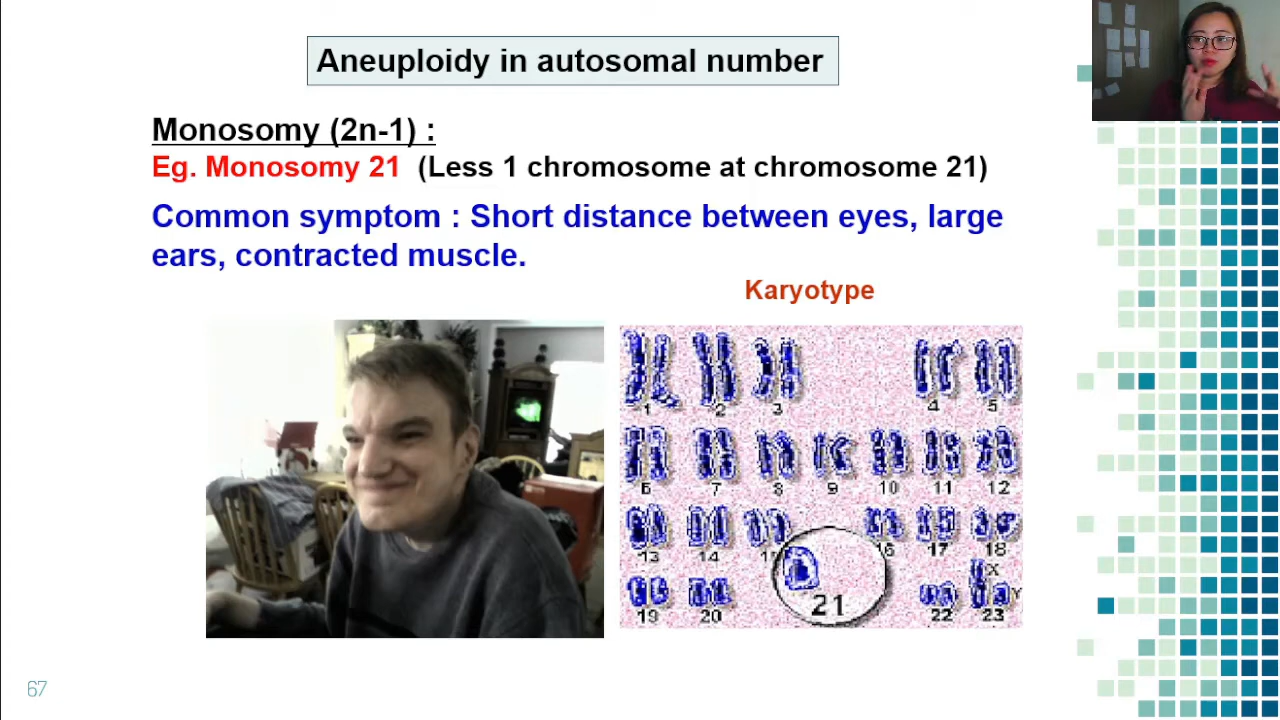 Aneuploidy in autosomal number
Monosomy (2n-1) :
Eg. Monosomy 21 (Less 1 chromosome at chromosome 21)
Common symptom : Short distance between eyes, large
ears, contracted muscle.
Karyotype
1 2 3 4 5
6 7 8 9 10 11 12
13 14 16 17 18
X
Y
19 20 21 22 23
67